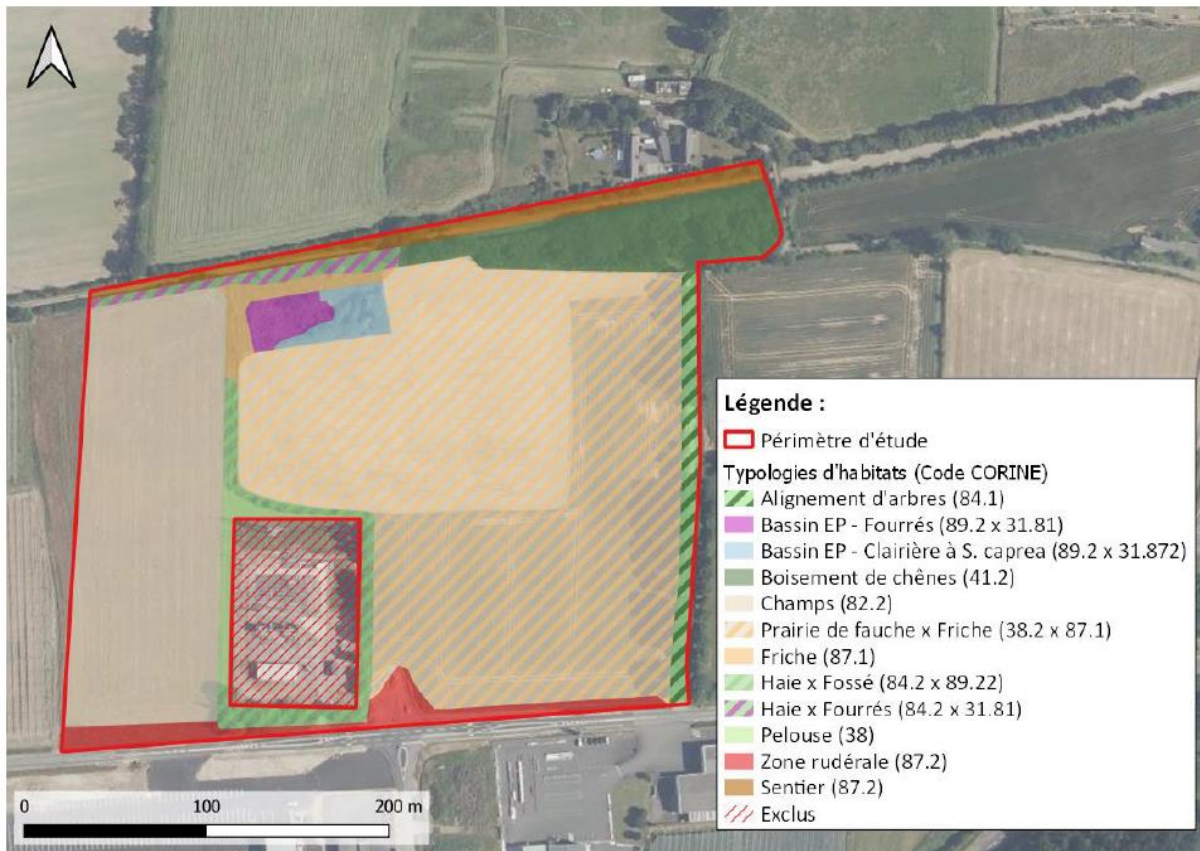 Légende :
Périmètre d'étude
Typologies d'habitats (Code CORINE)
Alignement d'arbres (84.1)
Bassin EP - Fourrés (89.2 x 31.81)
Bassin EP - Clairière à S. caprea (89.2 x 31.872)
Boisement de chênes (41.2)
Champs (82.2)
Prairie de fauche x Friche (38.2 x 87.1)
Friche (87.1)
Haie x Fossé (84.2 x 89.22)
Haie x Fourrés (84.2 x 31.81)
Pelouse (38)
Zone rudérale (87.2)
Sentier (87.2)
Exclus
0 100 200 m